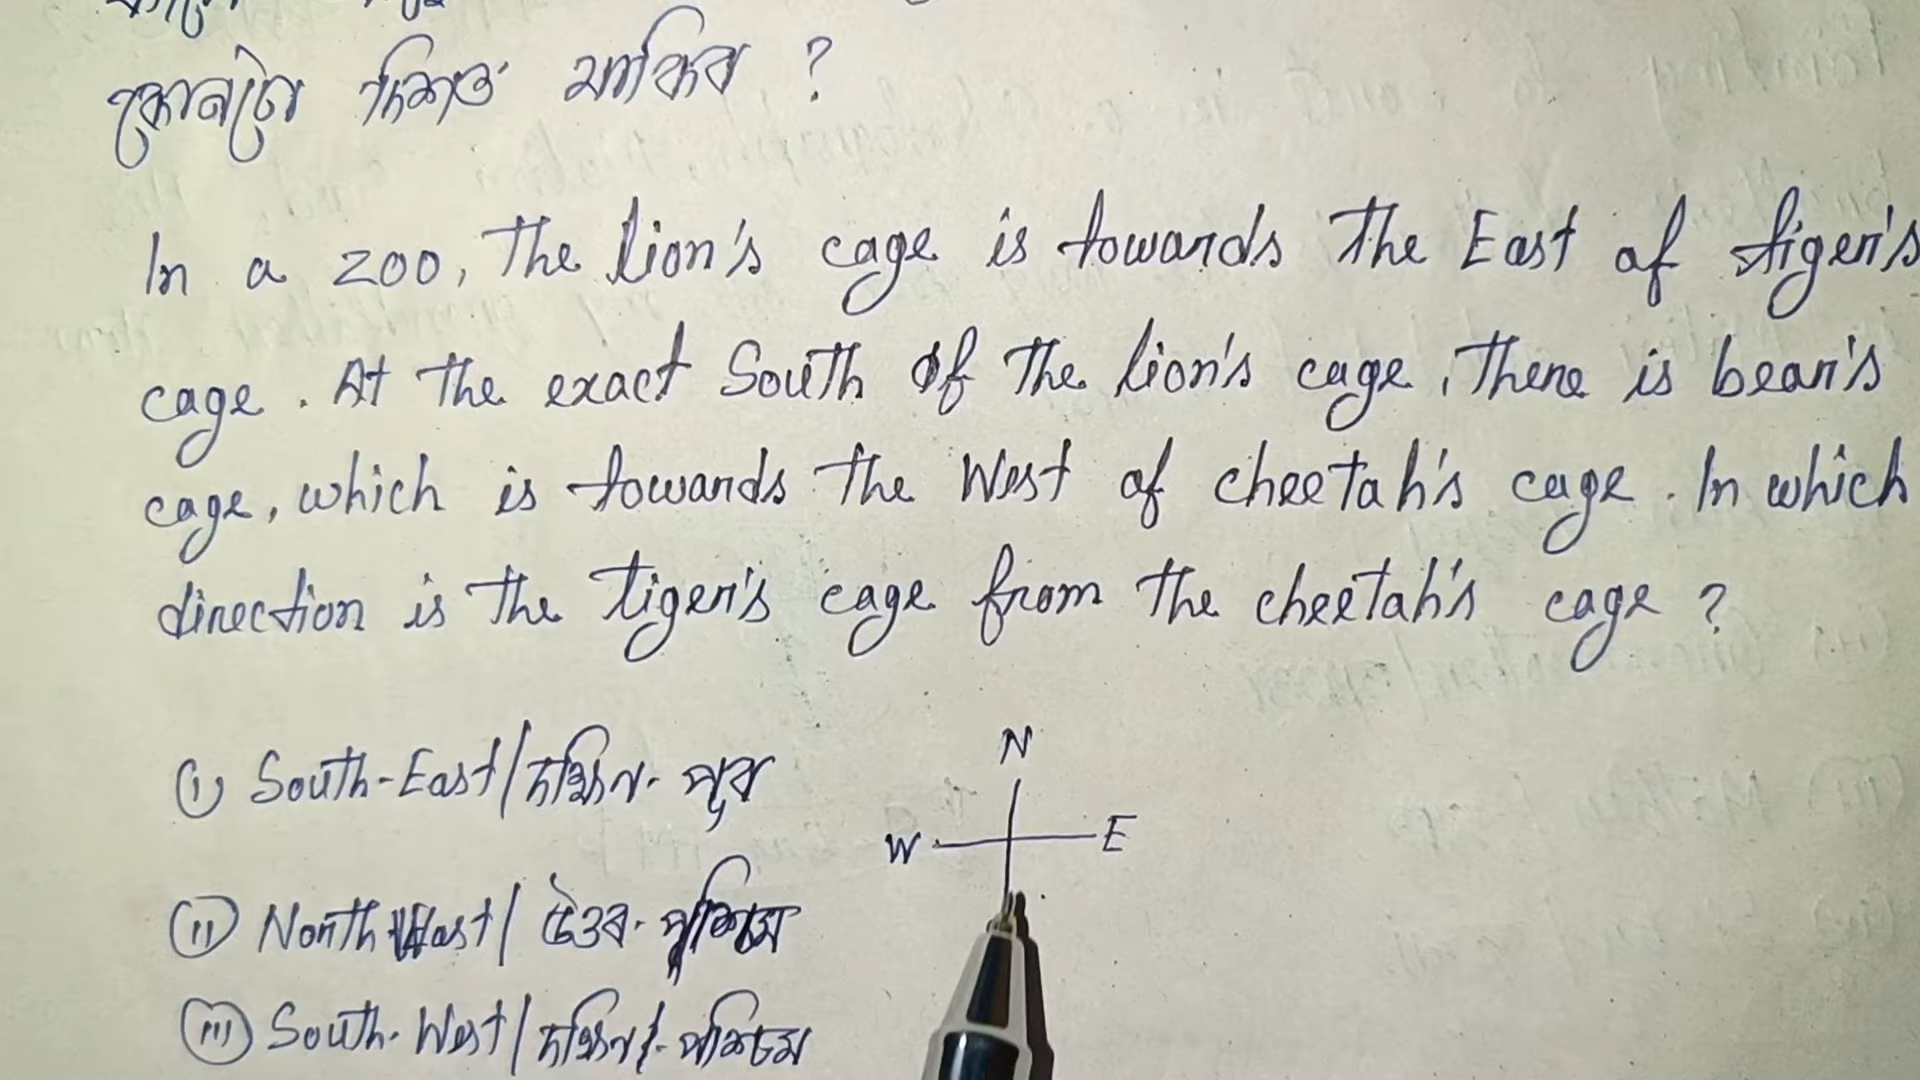 কোনটো দিশত থাকিব ?
In a zoo, The lion's cage is towards The East of tiger's
cage. At the exact South of The lion's cage, There is bear's
cage, which is towards The West of cheetah's cage. In which
direction is The tiger's cage from The cheetah's cage ?
(i) South-East/দক্ষিণ-পূব
N
W E
(ii) North West/উত্তৰ-পশ্চিম
(iii) South-West/দক্ষিণ-পশ্চিম